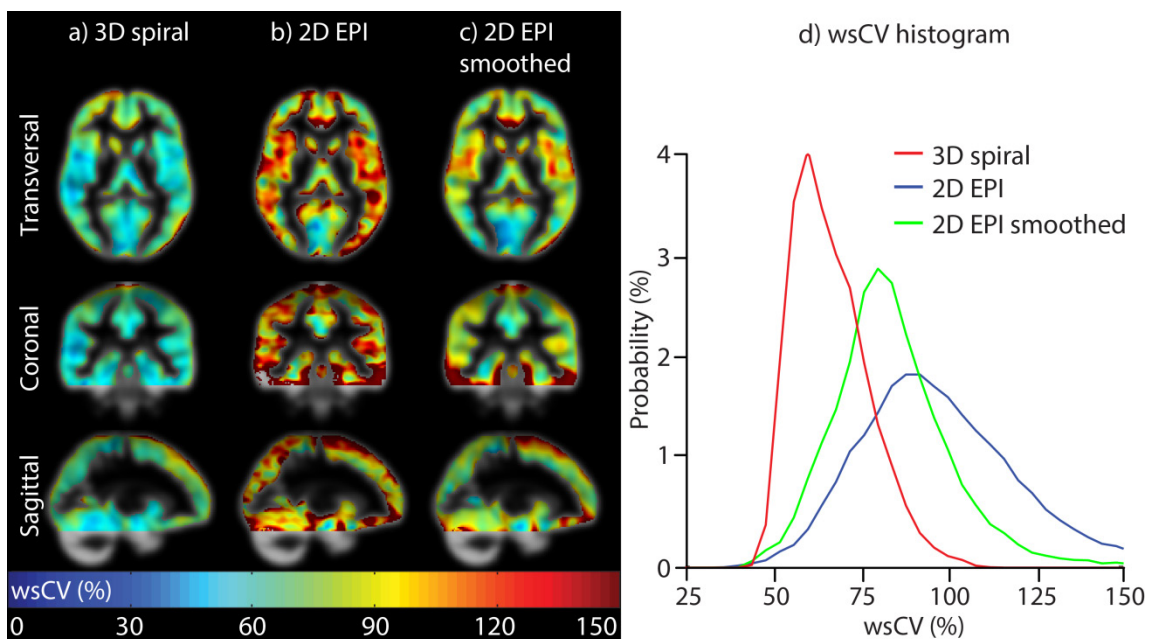 a) 3D spiral
b) 2D EPI
c) 2D EPI
smoothed
Transversal
Coronal
Sagittal
wsCV (%)
0 30 60 90 120 150
d) wsCV histogram
3D spiral
2D EPI
2D EPI smoothed
Probability (%)
4
3
2
1
0
25 50 75 100 125 150
wsCV (%)